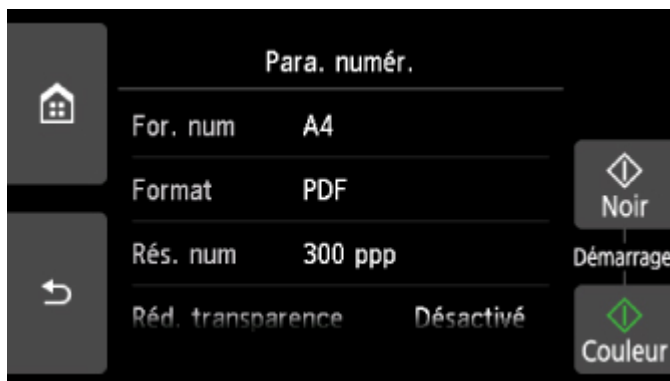 Para. numér.
For. num A4
Format PDF
Rés. num 300 ppp
Réd. transparence Désactivé
Noir
Démarrage
Couleur